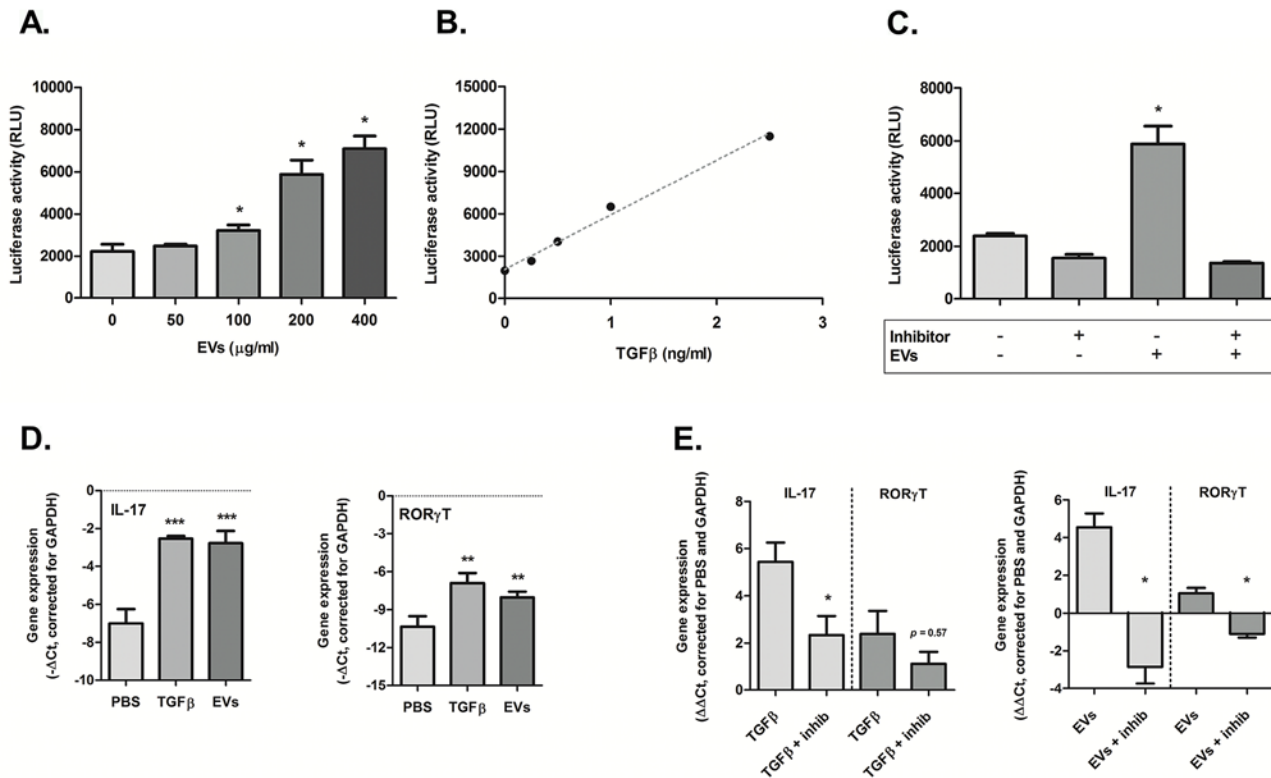 A.
Luciferase activity (RLU)
10000
8000
6000
4000
2000
0
*
*
*
0 50 100 200 400
EVs (µg/ml)
B.
Luciferase activity (RLU)
15000
12000
9000
6000
3000
0
0 1 2 3
TGFβ (ng/ml)
C.
Luciferase activity (RLU)
8000
6000
4000
2000
0
*
Inhibitor - + - +
EVs - - + +
D.
Gene expression
(-ΔCt, corrected for GAPDH)
0
-2
-4
-6
-8
-10
IL-17
*** ***
PBS TGFβ EVs
Gene expression
(-ΔCt, corrected for GAPDH)
0
-3
-6
-9
-12
-15
RORγT
** **
PBS TGFβ EVs
E.
Gene expression
(ΔΔCt, corrected for PBS and GAPDH)
8
6
4
2
0
IL-17 RORγT
*
p = 0.57
TGFβ
TGFβ + inhib
TGFβ
TGFβ + inhib
Gene expression
(ΔΔCt, corrected for PBS and GAPDH)
6
4
2
0
-2
-4
IL-17 RORγT
* *
EVs
EVs + inhib
EVs
EVs + inhib